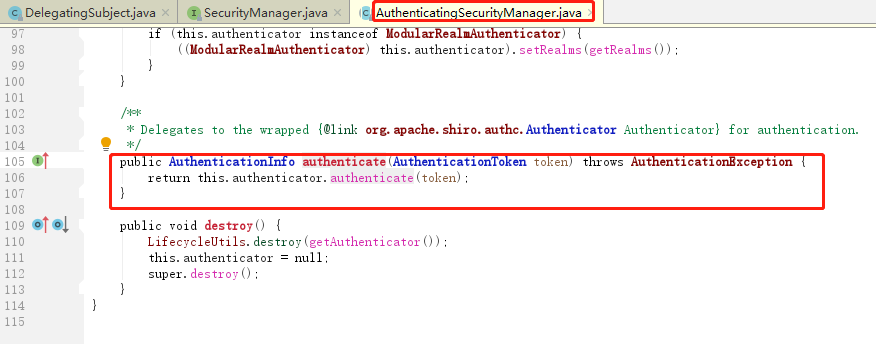 DelegatingSubject.java × SecurityManager.java × AuthenticatingSecurityManager.java ×
97 if (this.authenticator instanceof ModularRealmAuthenticator) {
98 ((ModularRealmAuthenticator) this.authenticator).setRealms(getRealms());
99 }
100 }
101
102 /**
103 * Delegates to the wrapped {@link org.apache.shiro.authc.Authenticator Authenticator} for authentication.
104 */
105 public AuthenticationInfo authenticate(AuthenticationToken token) throws AuthenticationException {
106 return this.authenticator.authenticate(token);
107 }
108
109 public void destroy() {
110 LifecycleUtils.destroy(getAuthenticator());
111 this.authenticator = null;
112 super.destroy();
113 }
114 }
115